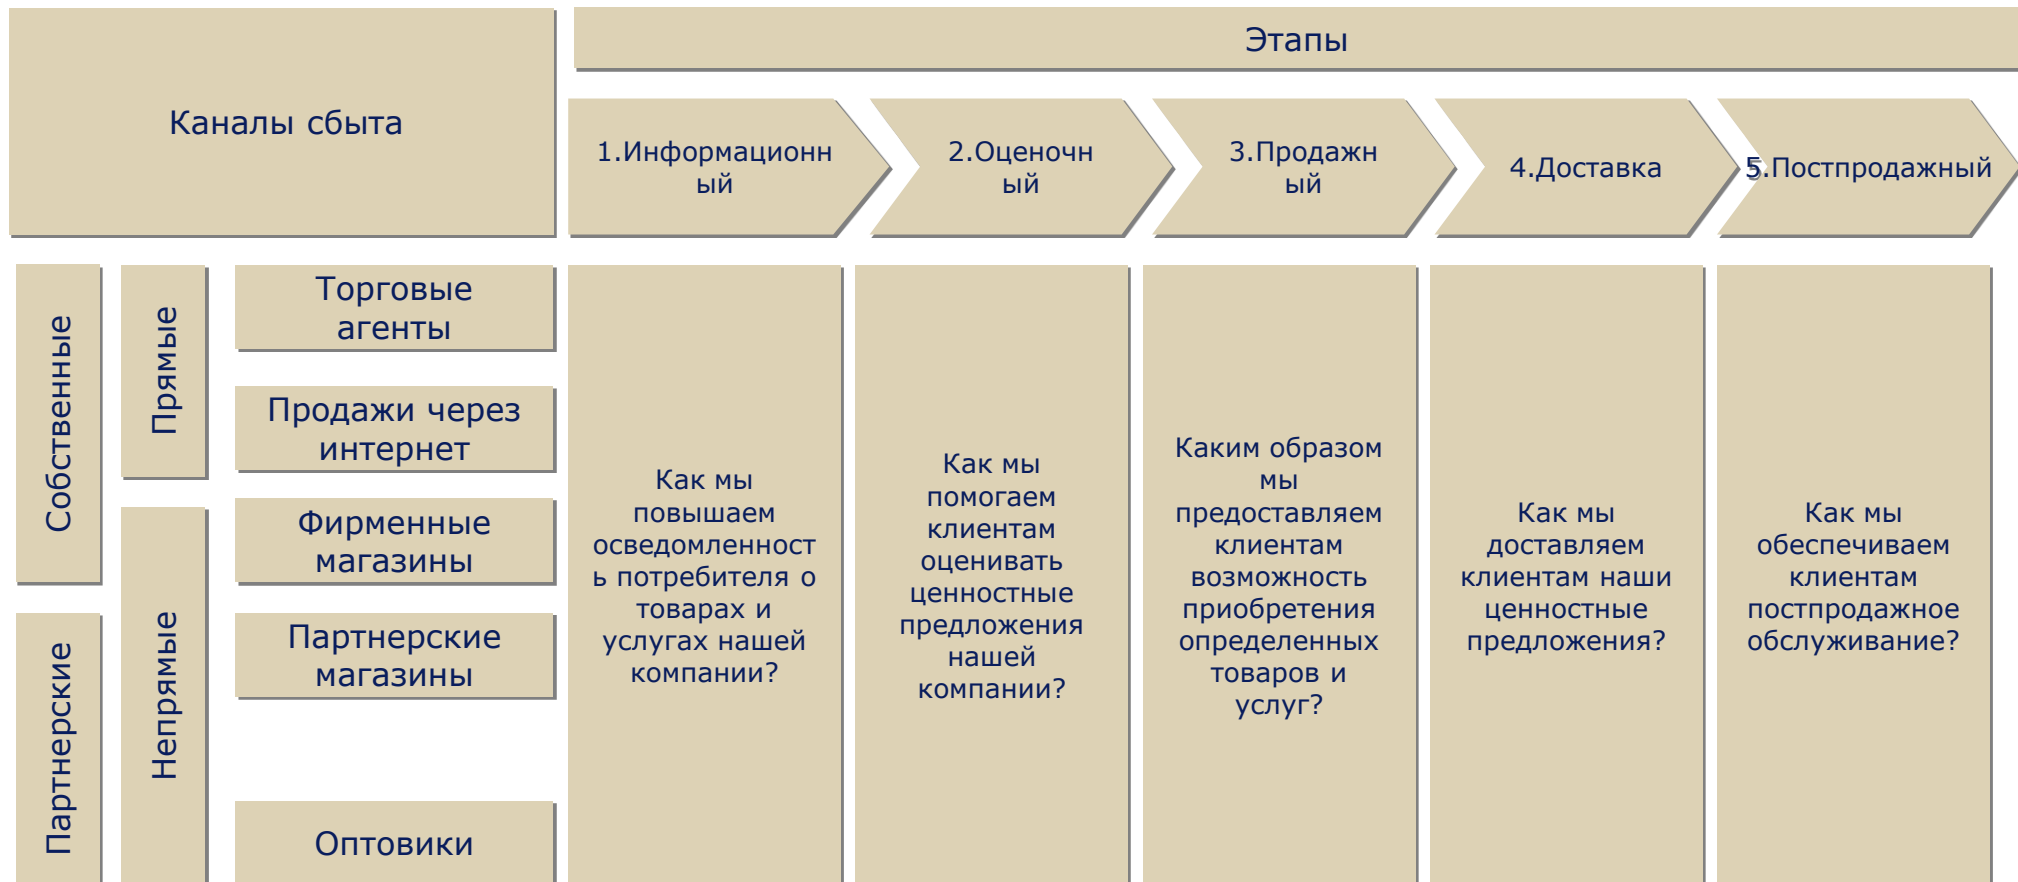 Каналы сбыта
Этапы
1.Информационн
ый
2.Оценочн
ый
3.Продажн
ый
4.Доставка
5.Постпродажный
Собственные
Партнерские
Прямые
Непрямые
Торговые
агенты
Продажи через
интернет
Фирменные
магазины
Партнерские
магазины
Оптовики
Как мы
повышаем
осведомленност
ь потребителя о
товарах и
услугах нашей
компании?
Как мы
помогаем
клиентам
оценивать
ценностные
предложения
нашей
компании?
Каким образом
мы
предоставляем
клиентам
возможность
приобретения
определенных
товаров и
услуг?
Как мы
доставляем
клиентам наши
ценностные
предложения?
Как мы
обеспечиваем
клиентам
постпродажное
обслуживание?